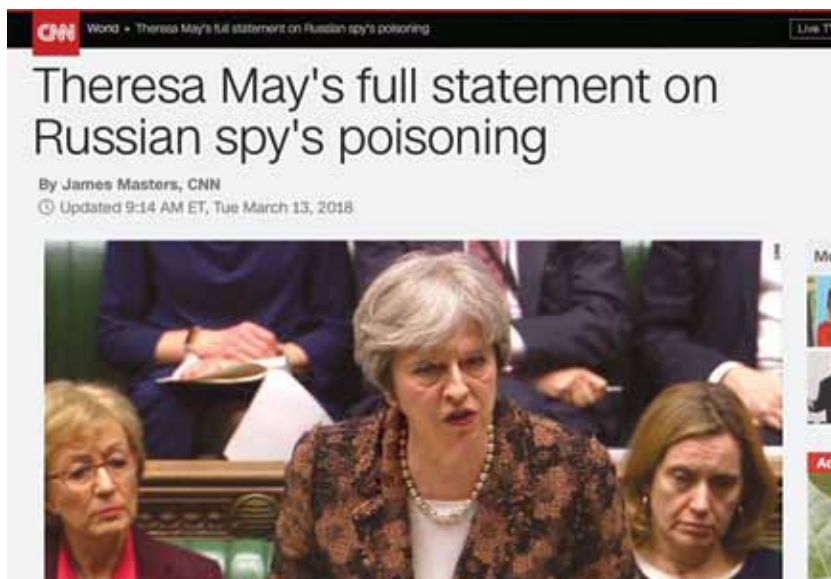 CNN World • Theresa May's full statement on Russian spy's poisoning
Live T
Theresa May's full statement on
Russian spy's poisoning
By James Masters, CNN
Updated 9:14 AM ET, Tue March 13, 2018